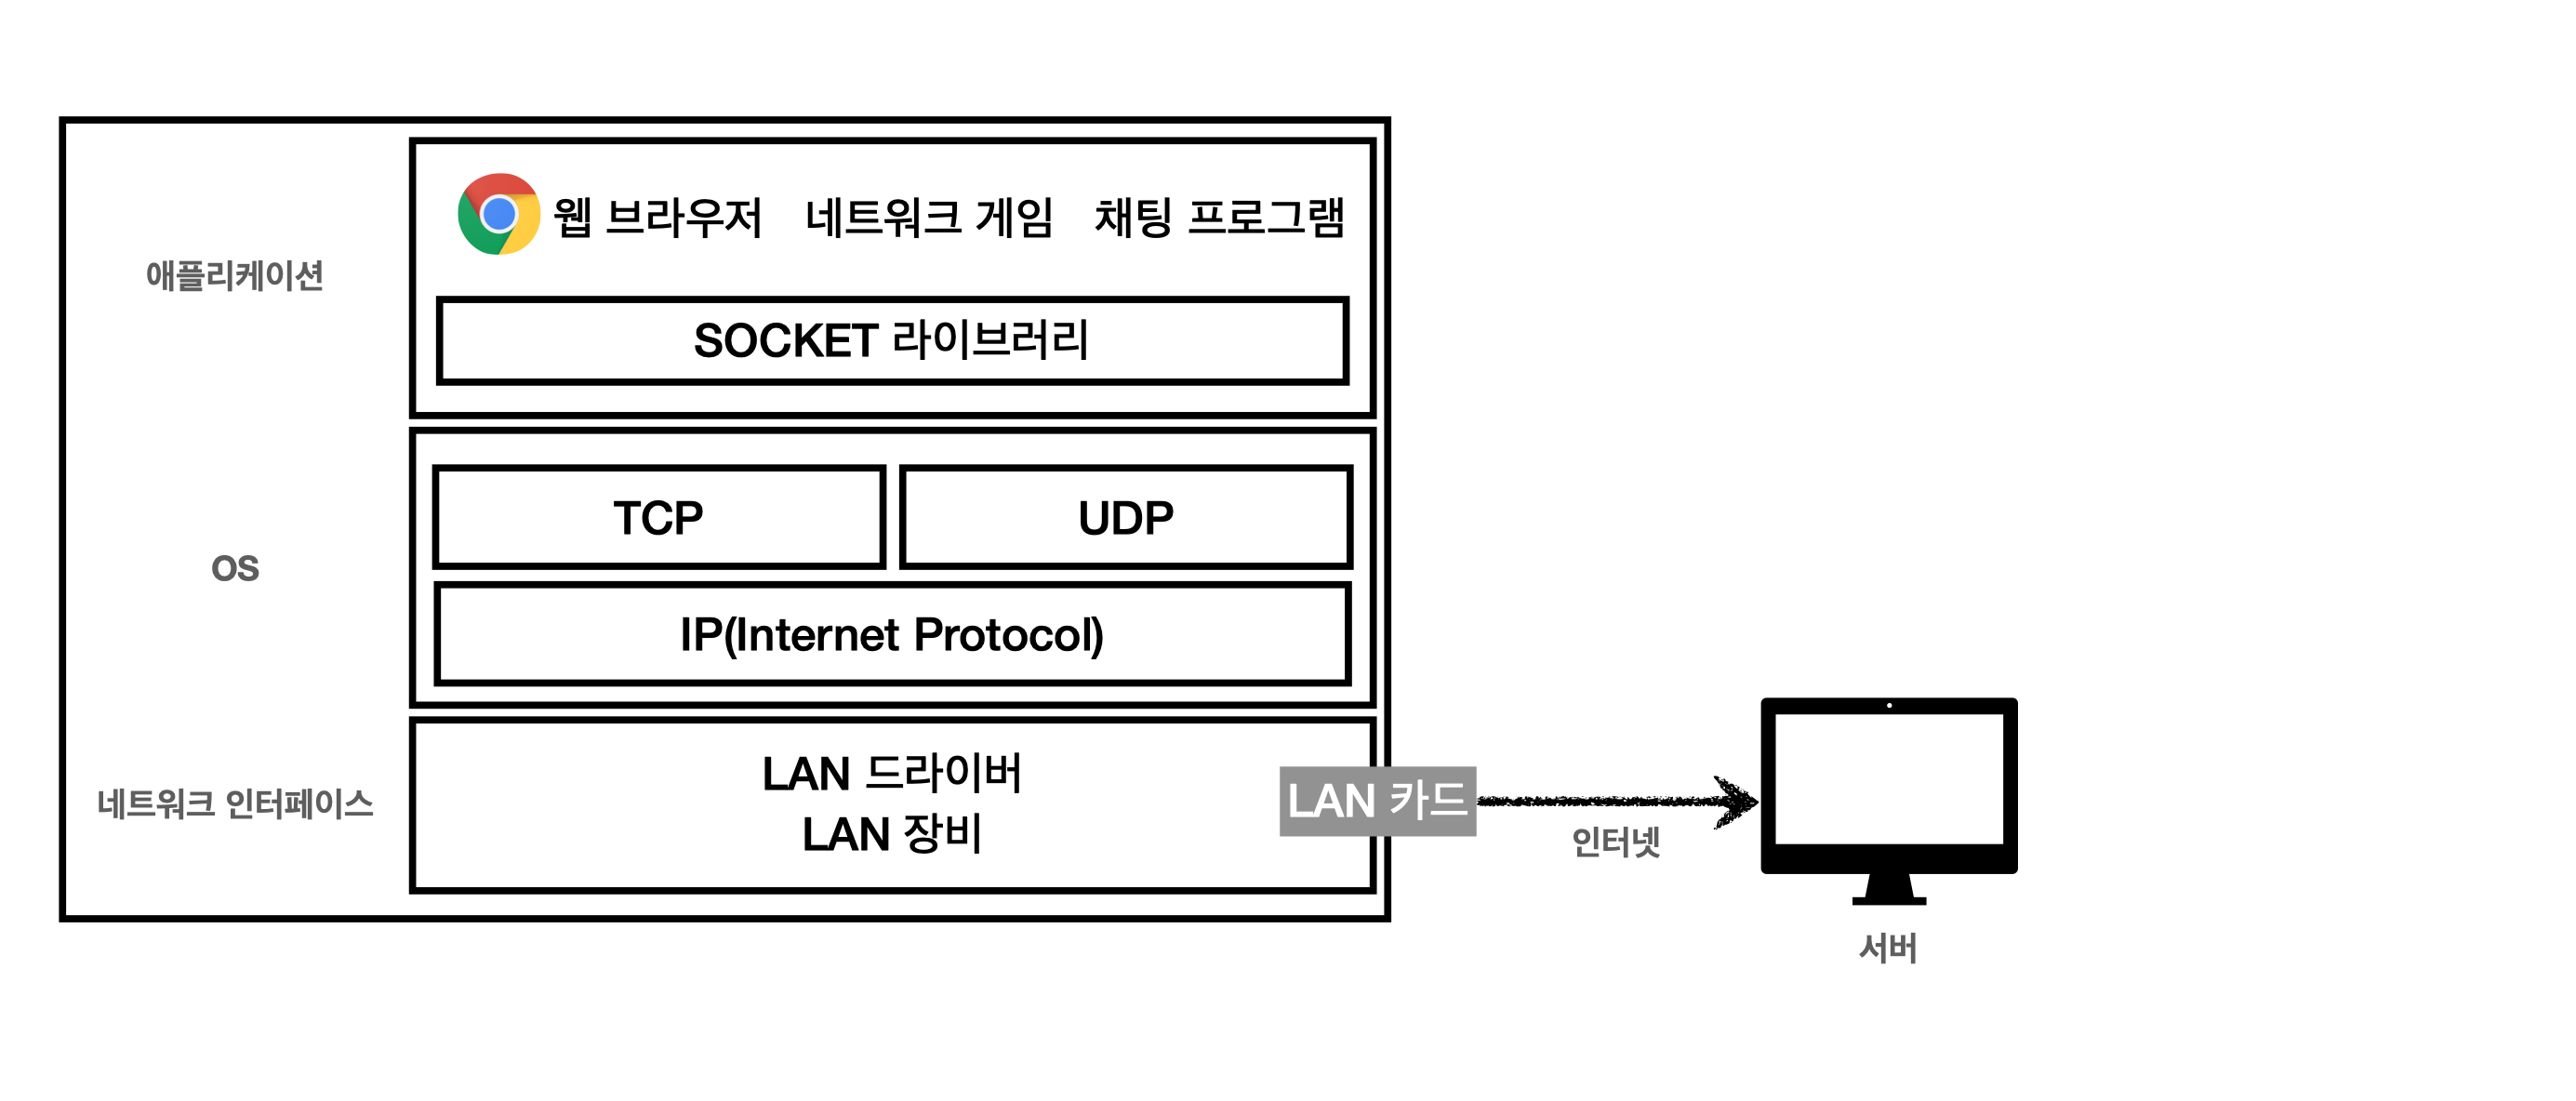 웹 브라우저 네트워크 게임 채팅 프로그램
애플리케이션
SOCKET 라이브러리
TCP
UDP
OS
IP(Internet Protocol)
LAN 드라이버
LAN 장비
네트워크 인터페이스
LAN 카드
인터넷
서버